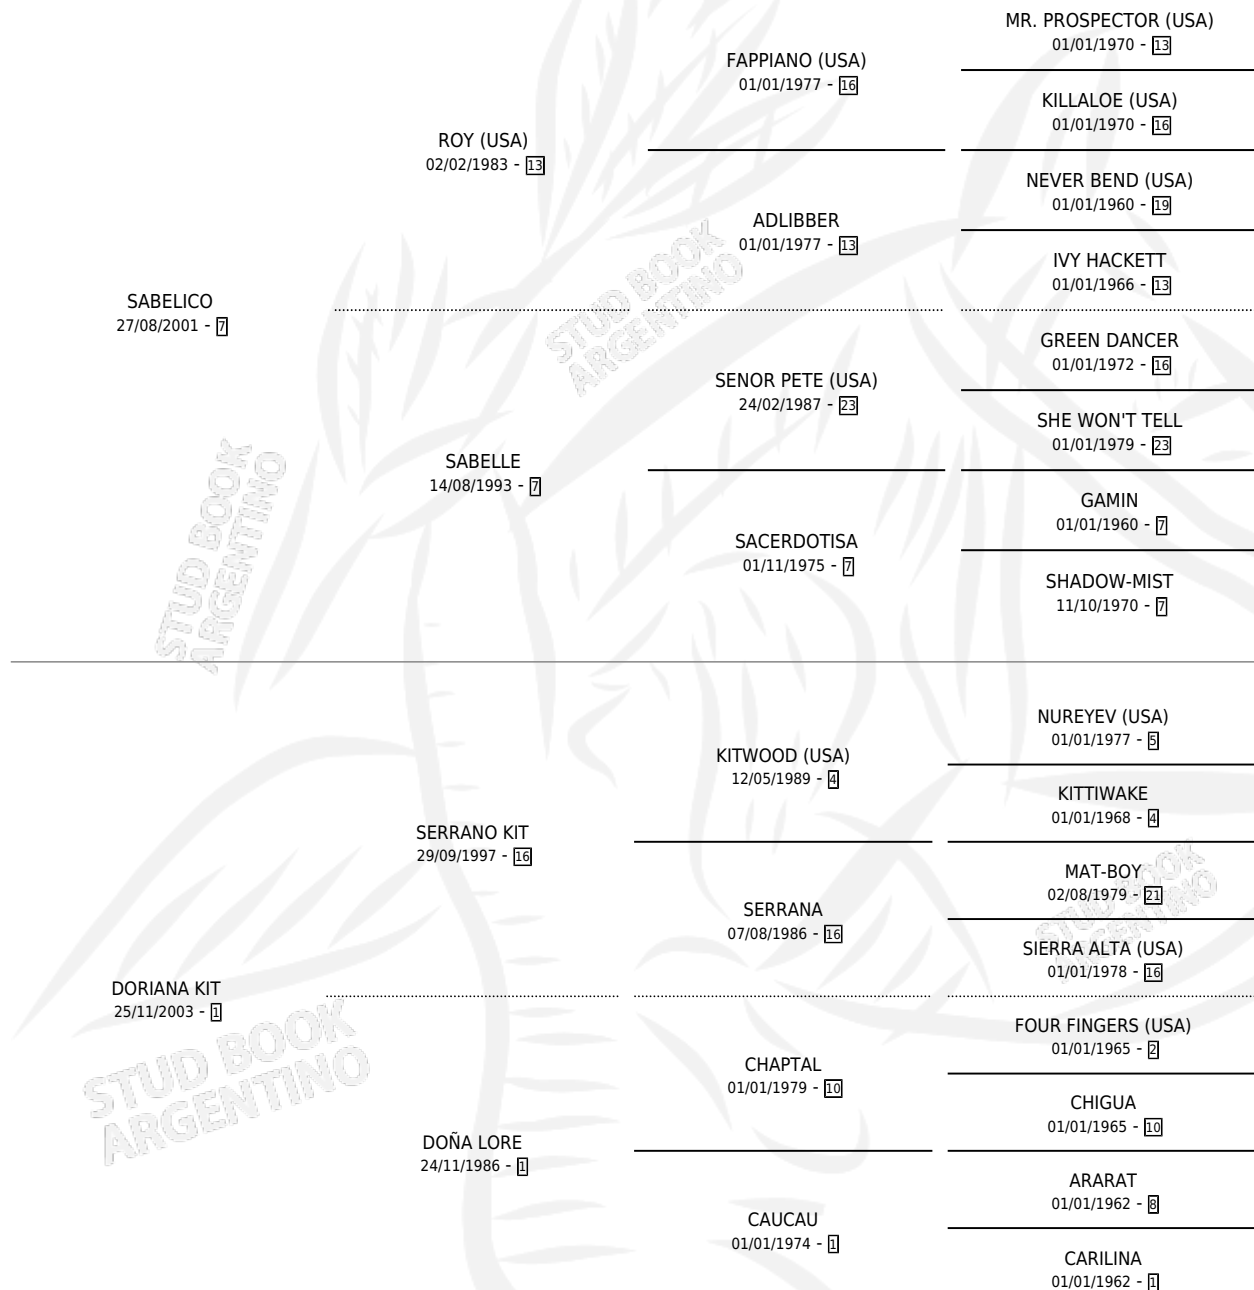 MR. PROSPECTOR (USA)
01/01/1970 - 13
FAPPIANO (USA)
01/01/1977 - 16
KILLALOE (USA)
01/01/1970 - 16
ROY (USA)
02/02/1983 - 13
NEVER BEND (USA)
01/01/1960 - 19
ADLIBBER
01/01/1977 - 13
IVY HACKETT
01/01/1966 - 13
SABELICO
27/08/2001 - 7
GREEN DANCER
01/01/1972 - 16
SENOR PETE (USA)
24/02/1987 - 23
SHE WON'T TELL
01/01/1979 - 23
SABELLE
14/08/1993 - 7
GAMIN
01/01/1960 - 7
SACERDOTISA
01/11/1975 - 7
SHADOW-MIST
11/10/1970 - 7
STUD BOOK
ARGENTINO
STUD BOOK
ARGENTINO
NUREYEV (USA)
01/01/1977 - 5
KITWOOD (USA)
12/05/1989 - 4
KITTIWAKE
01/01/1968 - 4
SERRANO KIT
29/09/1997 - 16
MAT-BOY
02/08/1979 - 21
SERRANA
07/08/1986 - 16
SIERRA ALTA (USA)
01/01/1978 - 16
DORIANA KIT
25/11/2003 - 1
FOUR FINGERS (USA)
01/01/1965 - 2
CHAPTAL
01/01/1979 - 10
CHIGUA
01/01/1965 - 10
DOÑA LORE
24/11/1986 - 1
ARARAT
01/01/1962 - 8
CAUCAU
01/01/1974 - 1
CARILINA
01/01/1962 - 1
STUD BOOK
ARGENTINO
STUD BOOK
ARGENTINO